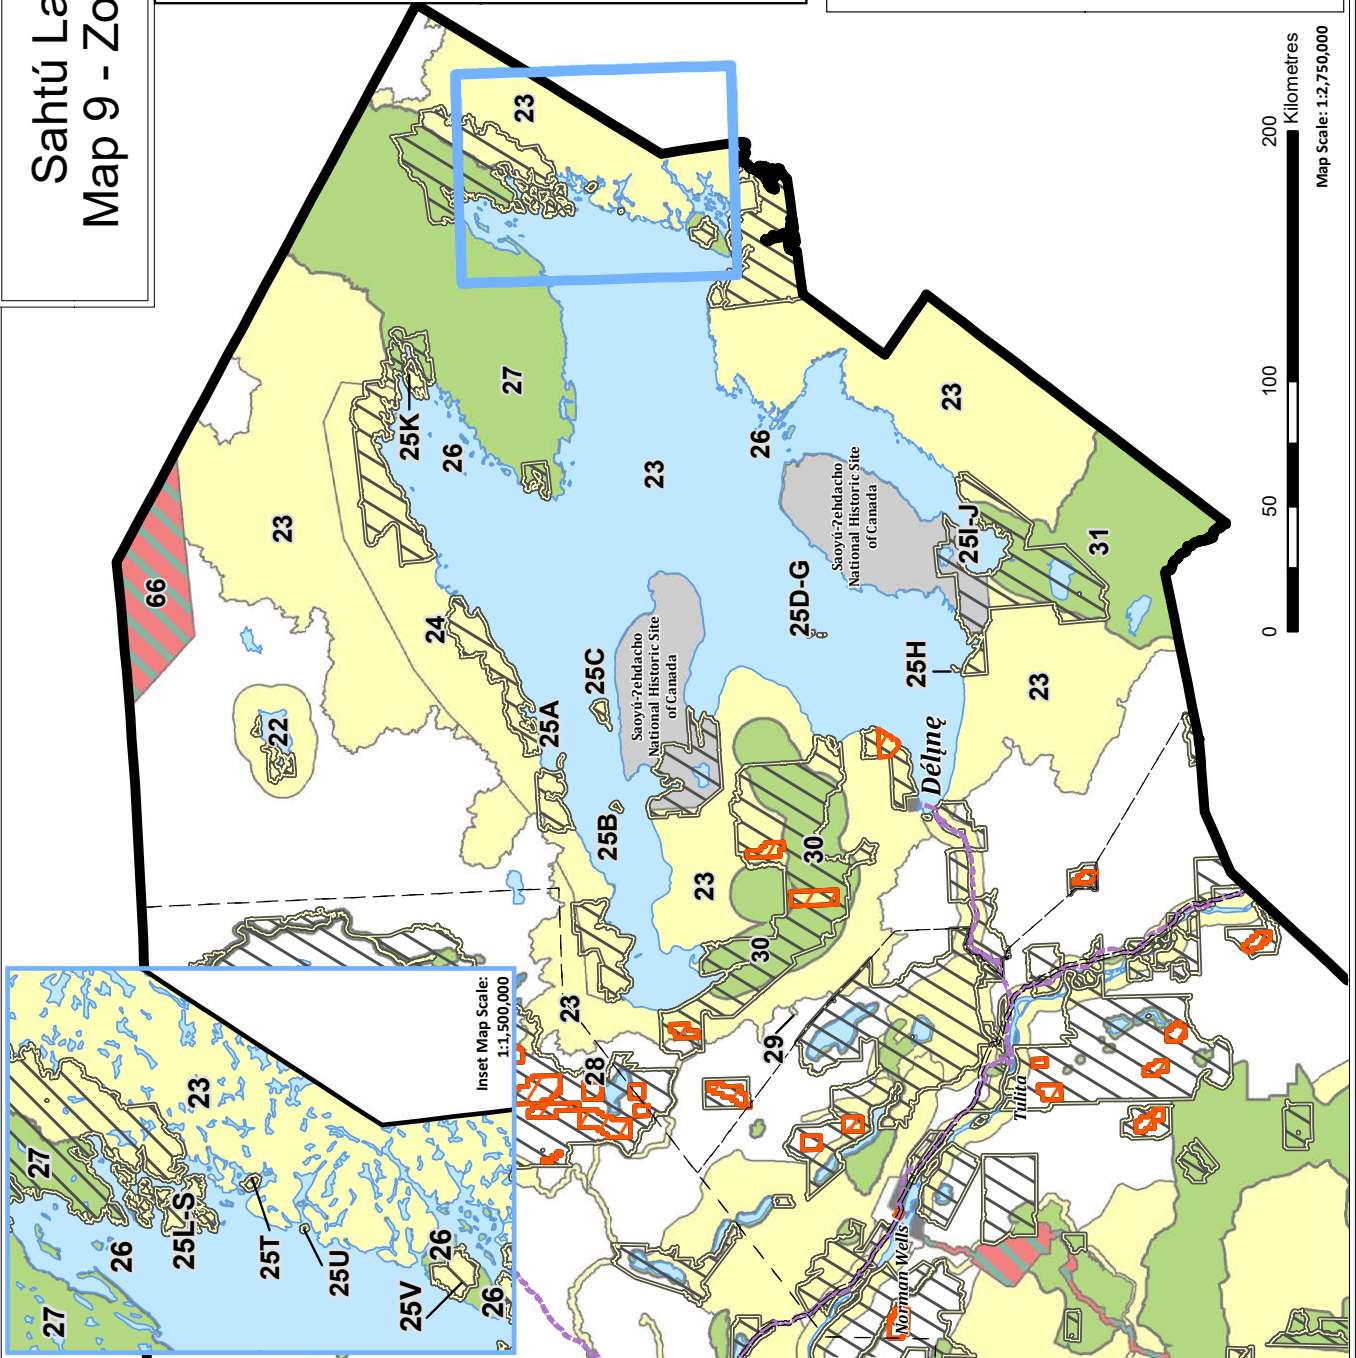 Sahtú La
Map 9 - Zo
23
27
23
66
22
24
25A
25B
25C
25K
26
27
23
26
23
Saoyú-ʔehdacho
National Historic Site
of Canada
Saoyú-ʔehdacho
National Historic Site
of Canada
25D-G
25H
25I-J
31
23
Délı̨nę
23
30
30
23
28
29
Tulita
Norman Wells
0
50
100
200
Kilometres
Map Scale: 1:2,750,000
Inset Map Scale:
1:1,500,000
27
27
26
25L-S
23
25T
25U
25V
26
26